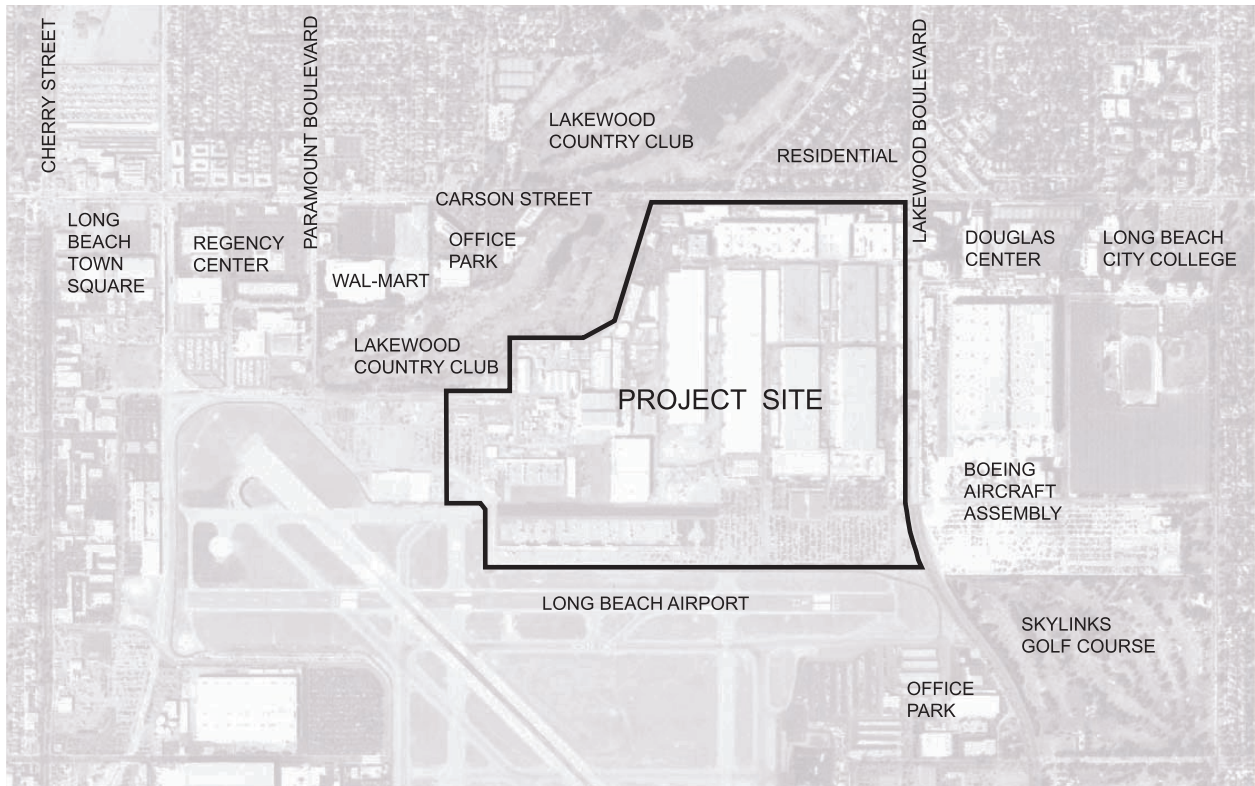 CHERRY STREET
PARAMOUNT BOULEVARD
LAKEWOOD
COUNTRY CLUB
RESIDENTIAL
LAKEWOOD BOULEVARD
CARSON STREET
LONG
BEACH
TOWN
SQUARE
REGENCY
CENTER
WAL-MART
OFFICE
PARK
DOUGLAS
CENTER
LONG BEACH
CITY COLLEGE
LAKEWOOD
COUNTRY CLUB
PROJECT SITE
BOEING
AIRCRAFT
ASSEMBLY
LONG BEACH AIRPORT
SKYLINKS
GOLF COURSE
OFFICE
PARK